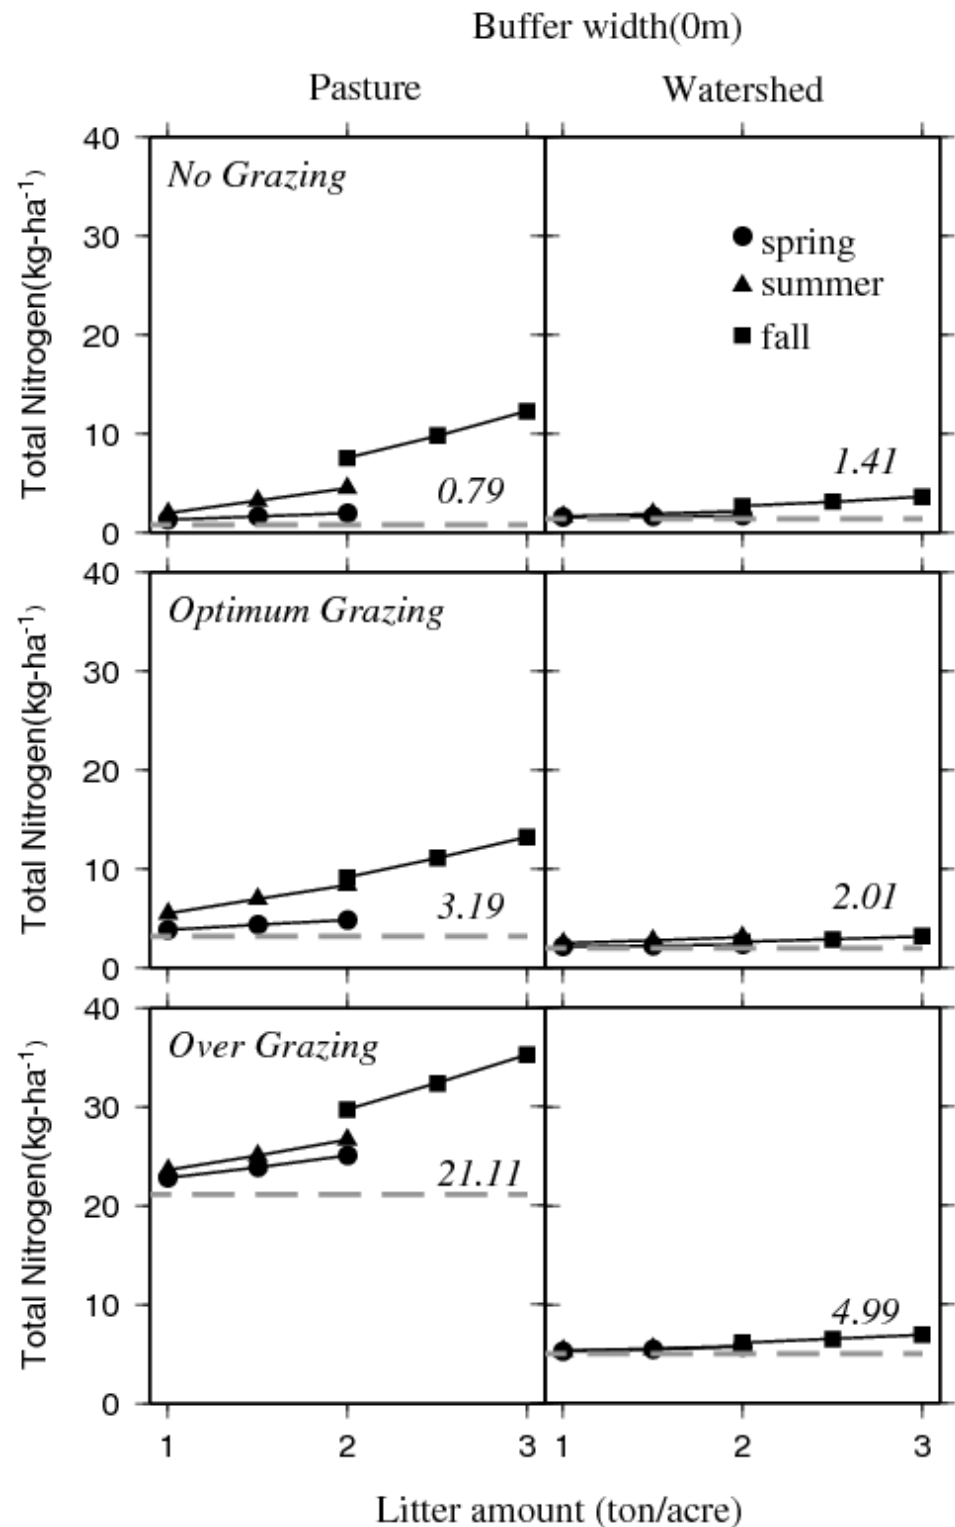 Buffer width(0m)
Pasture Watershed
Total Nitrogen(kg-ha-1)
40
30
20
10
0
No Grazing
0.79
spring
summer
fall
1.41
Total Nitrogen(kg-ha-1)
40
30
20
10
0
Optimum Grazing
3.19
2.01
Total Nitrogen(kg-ha-1)
40
30
20
10
0
Over Grazing
21.11
4.99
1 2 3 1 2 3
Litter amount (ton/acre)